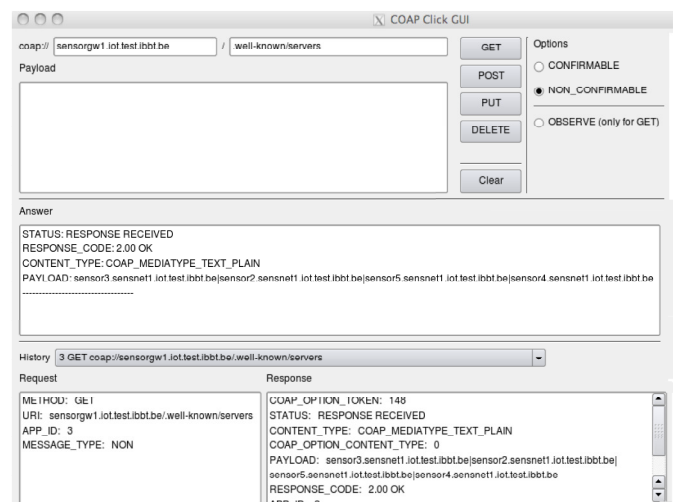 COAP Click GUI
coap:// sensorgw1.iot.test.ibbt.be / .well-known/servers GET Options
Payload
CONFIRMABLE
POST
NON_CONFIRMABLE
PUT
OBSERVE (only for GET)
DELETE
Clear
Answer
STATUS: RESPONSE RECEIVED
RESPONSE_CODE: 2.00 OK
CONTENT_TYPE: COAP_MEDIATYPE_TEXT_PLAIN
PAYLOAD: sensor3.sensnet1.iot.test.ibbt.be|sensor2.sensnet1.iot.test.ibbt.be|sensor5.sensnet1.iot.test.ibbt.be|sensor4.sensnet1.iot.test.ibbt.be
----------------------------------
History 3 GET coap://sensorgw1.iot.test.ibbt.be/.well-known/servers
Request
METHOD: GET
URI: sensorgw1.iot.test.ibbt.be/.well-known/servers
APP_ID: 3
MESSAGE_TYPE: NON
Response
COAP_OPTION_TOKEN: 148
STATUS: RESPONSE RECEIVED
CONTENT_TYPE: COAP_MEDIATYPE_TEXT_PLAIN
COAP_OPTION_CONTENT_TYPE: 0
PAYLOAD: sensor3.sensnet1.iot.test.ibbt.be|sensor2.sensnet1.iot.test.ibbt.be|
sensor5.sensnet1.iot.test.ibbt.be|sensor4.sensnet1.iot.test.ibbt.be
RESPONSE_CODE: 2.00 OK